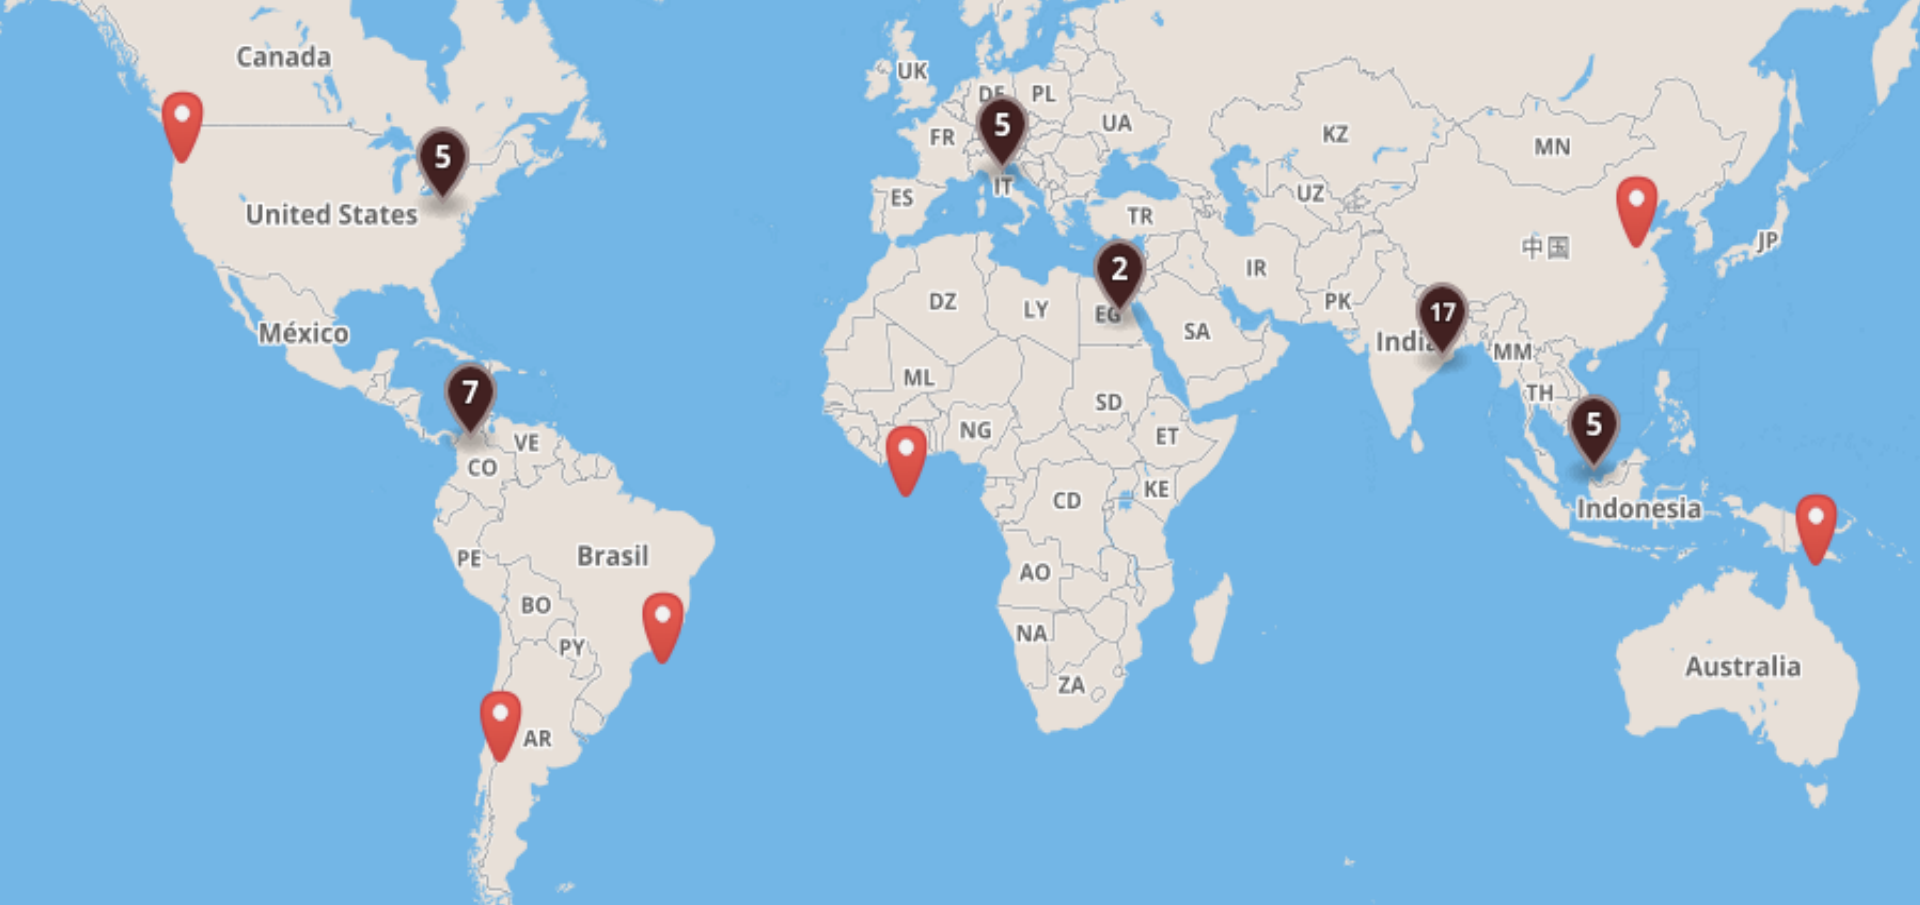 Canada
UK
DE
PL
5
UA
FR
KZ
MN
5
IT
ES
UZ
United States
TR
JP
中国
2
IR
DZ
LY
PK
EG
17
SA
México
India
MM
ML
7
TH
SD
5
NG
ET
VE
CO
KE
CD
Indonesia
PE
Brasil
AO
BO
NA
PY
Australia
ZA
AR